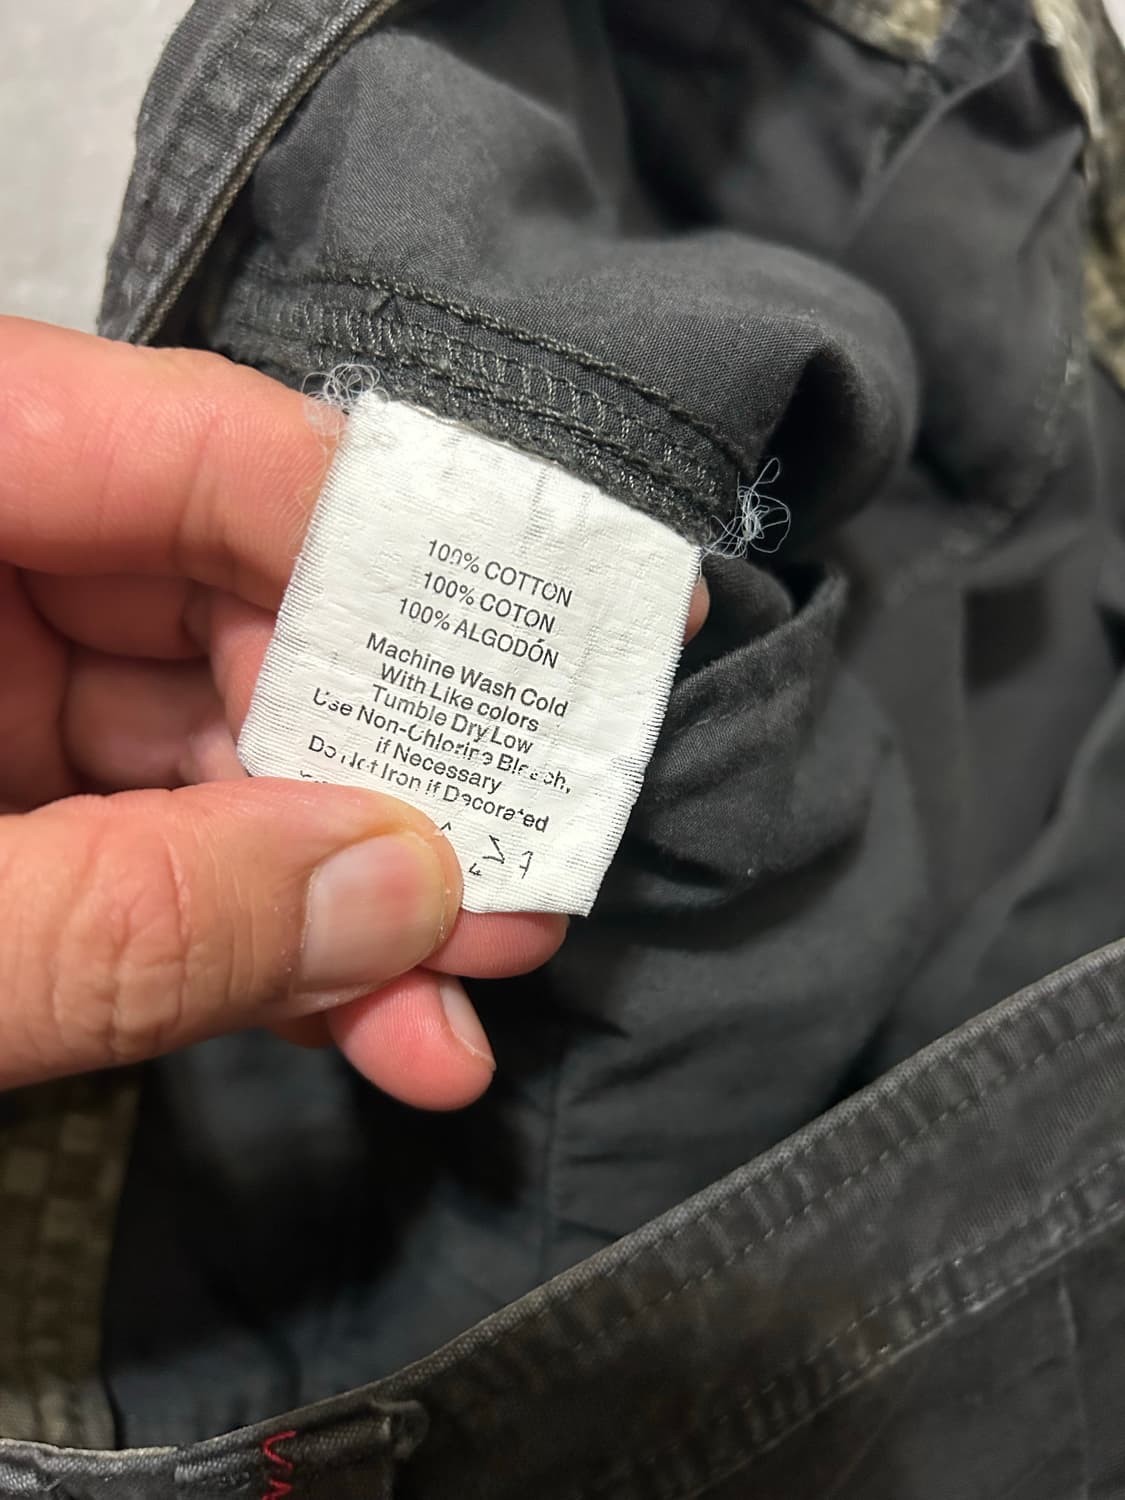 100% COTTON
100% COTON
100% ALGODÓN
Machine Wash Cold
With Like colors
Tumble Dry Low
Use Non-Chlorine Bleach,
if Necessary
Do Not Iron if Decorated